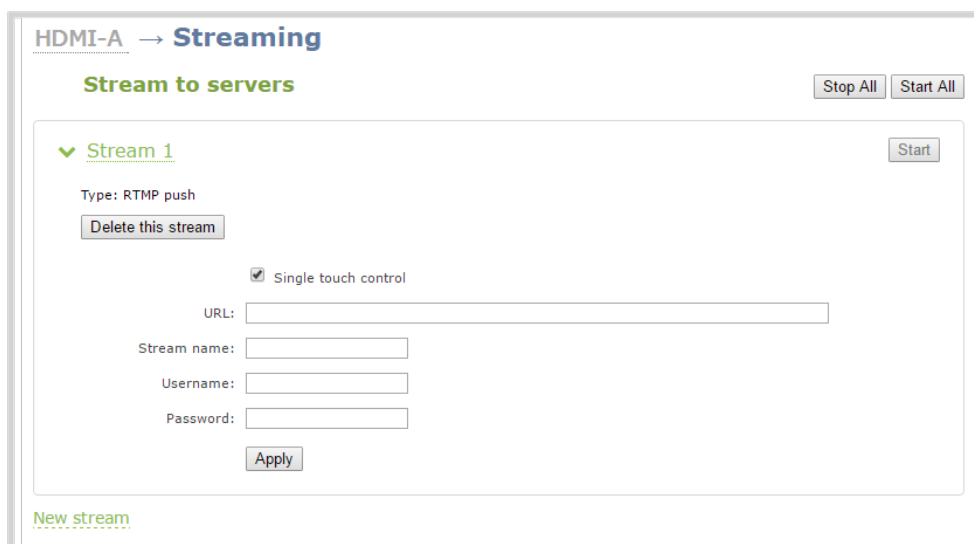 HDMI-A → Streaming
Stream to servers
Stop All Start All
Stream 1
Start
Type: RTMP push
Delete this stream
Single touch control
URL:
Stream name:
Username:
Password:
Apply
New stream